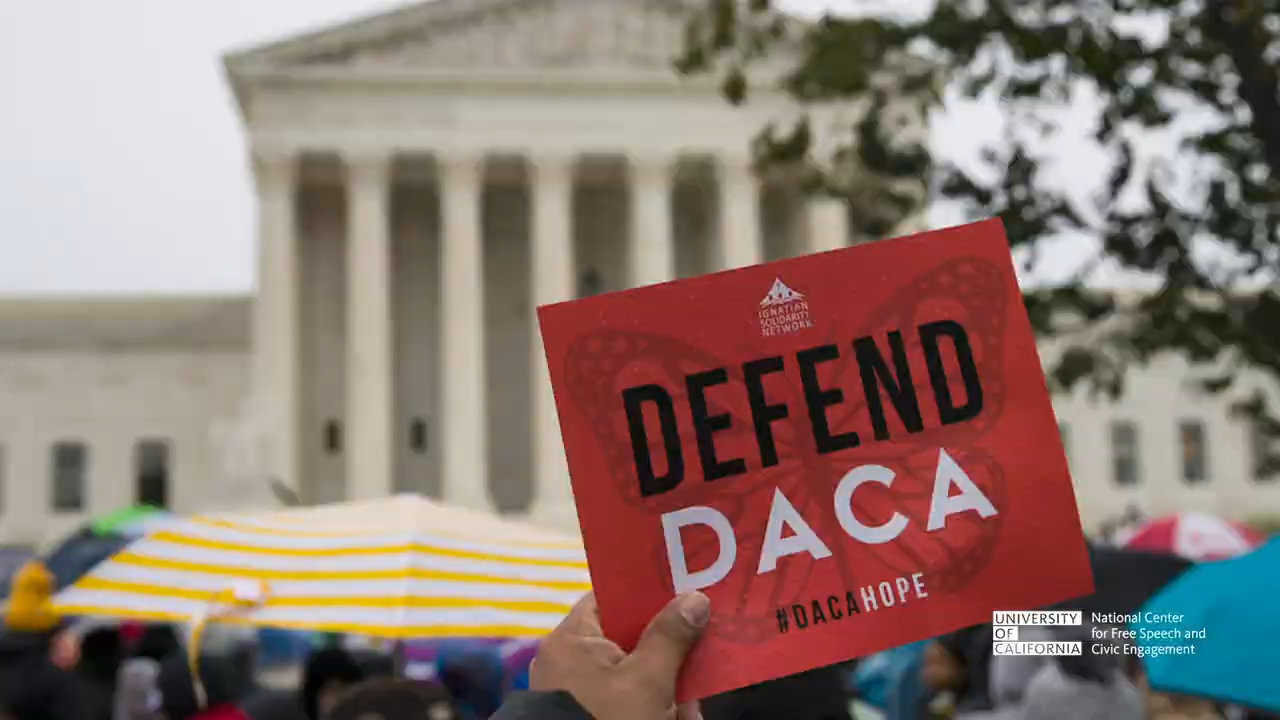 IGNATIAN
SOLIDARITY
NETWORK
DEFEND
DACA
#DACAHOPE
UNIVERSITY
OF
CALIFORNIA
National Center
for Free Speech and
Civic Engagement